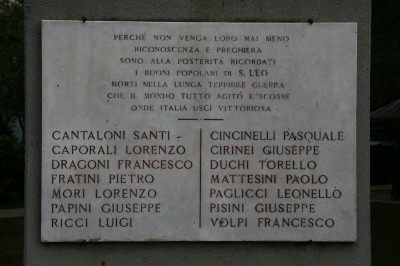 PERCHÈ NON VENGA LORO MAI MENO
RICONOSCENZA E PREGHIERA
SONO ALLA POSTERITÀ RICORDATI
I BUONI POPOLANI DI S. LEO
MORTI NELLA LUNGA TERRIBILE GUERRA
CHE IL MONDO TUTTO AGITÒ E SCOSSE
ONDE ITALIA USCÌ VITTORIOSA
CANTALONI SANTI
CAPORALI LORENZO
DRAGONI FRANCESCO
FRATINI PIETRO
MORI LORENZO
PAPINI GIUSEPPE
RICCI LUIGI
CINCINELLI PASQUALE
CIRINEI GIUSEPPE
DUCHI TORELLO
MATTESINI PAOLO
PAGLICCI LEONELLO
PISINI GIUSEPPE
VOLPI FRANCESCO